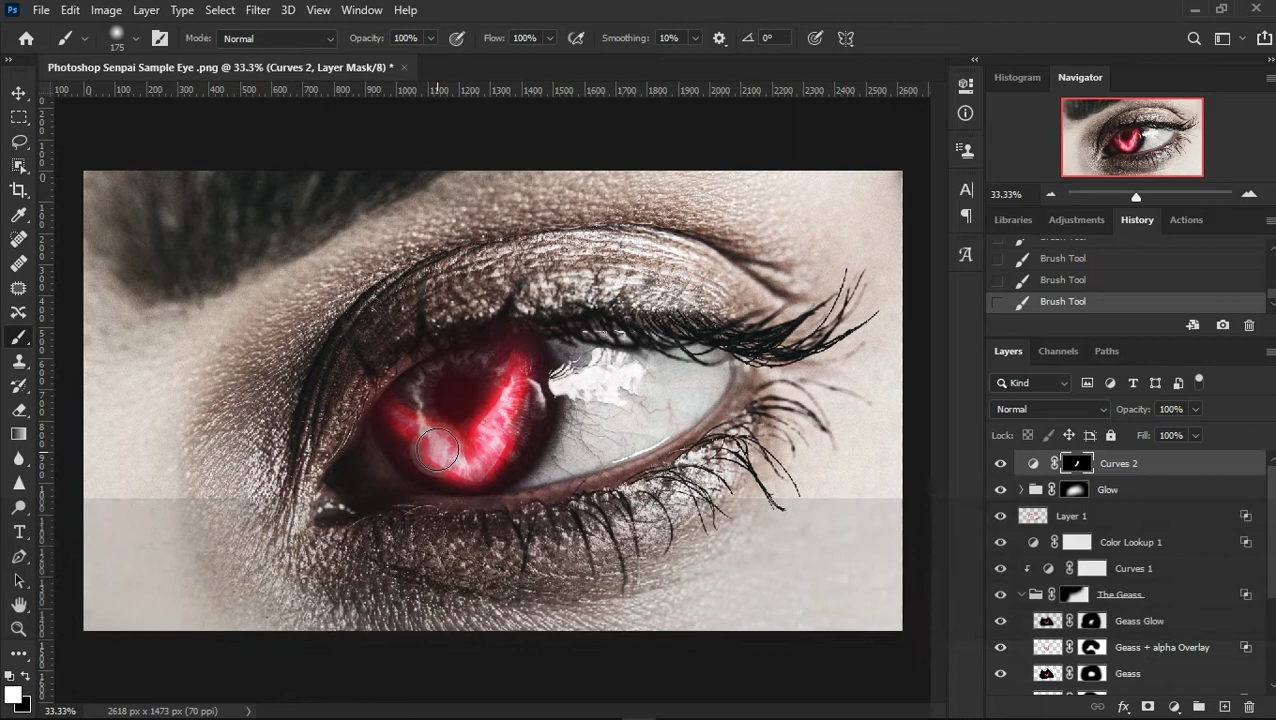 Ps File Edit Image Layer Type Select Filter 3D View Window Help
175 Mode: Normal Opacity: 100% Flow: 100% Smoothing: 10% 0°
Photoshop Senpai Sample Eye .png @ 33.3% (Curves 2, Layer Mask/8) *
Histogram Navigator
100 0 100 200 300 400 500 600 700 800 900 1000 1100 1200 1300 1400 1500 1600 1700 1800 1900 2000 2100 2200 2300 2400 2500 2600
33.33%
Libraries Adjustments History Actions
Brush Tool
Brush Tool
Brush Tool
Layers Channels Paths
Kind
Normal Opacity: 100%
Lock: Fill: 100%
Curves 2
Glow
Layer 1
Color Lookup 1
Curves 1
The Geass
Geass Glow
Geass + alpha Overlay
Geass
33.33% 2618 px x 1473 px (70 ppi)